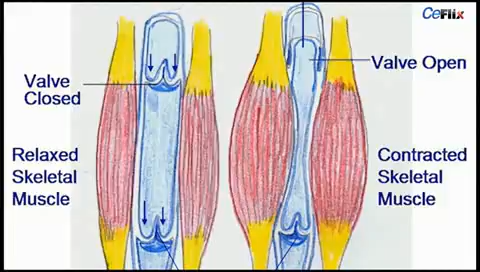 CeFlix
Valve
Closed
Valve Open
Relaxed
Skeletal
Muscle
Contracted
Skeletal
Muscle